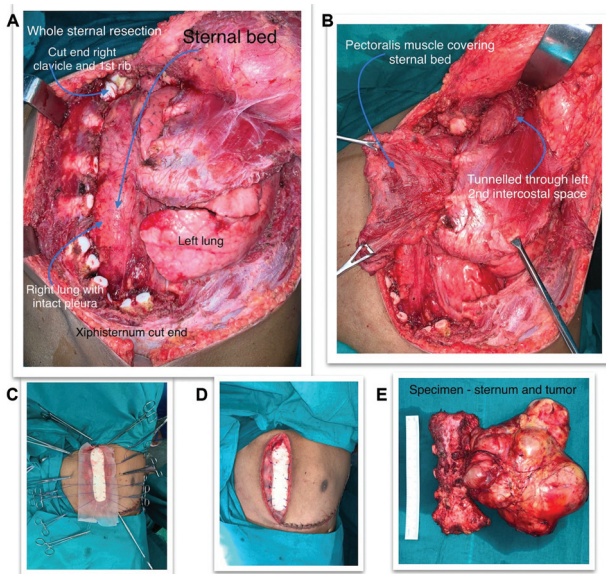 A
Whole sternal resection
Cut end right
clavicle and 1st rib
Sternal bed
Left lung
Right lung with
intact pleura
Xiphisternum cut end
B
Pectoralis muscle covering
sternal bed
Tunnelled through left
2nd intercostal space
C
D
E
Specimen - sternum and tumor